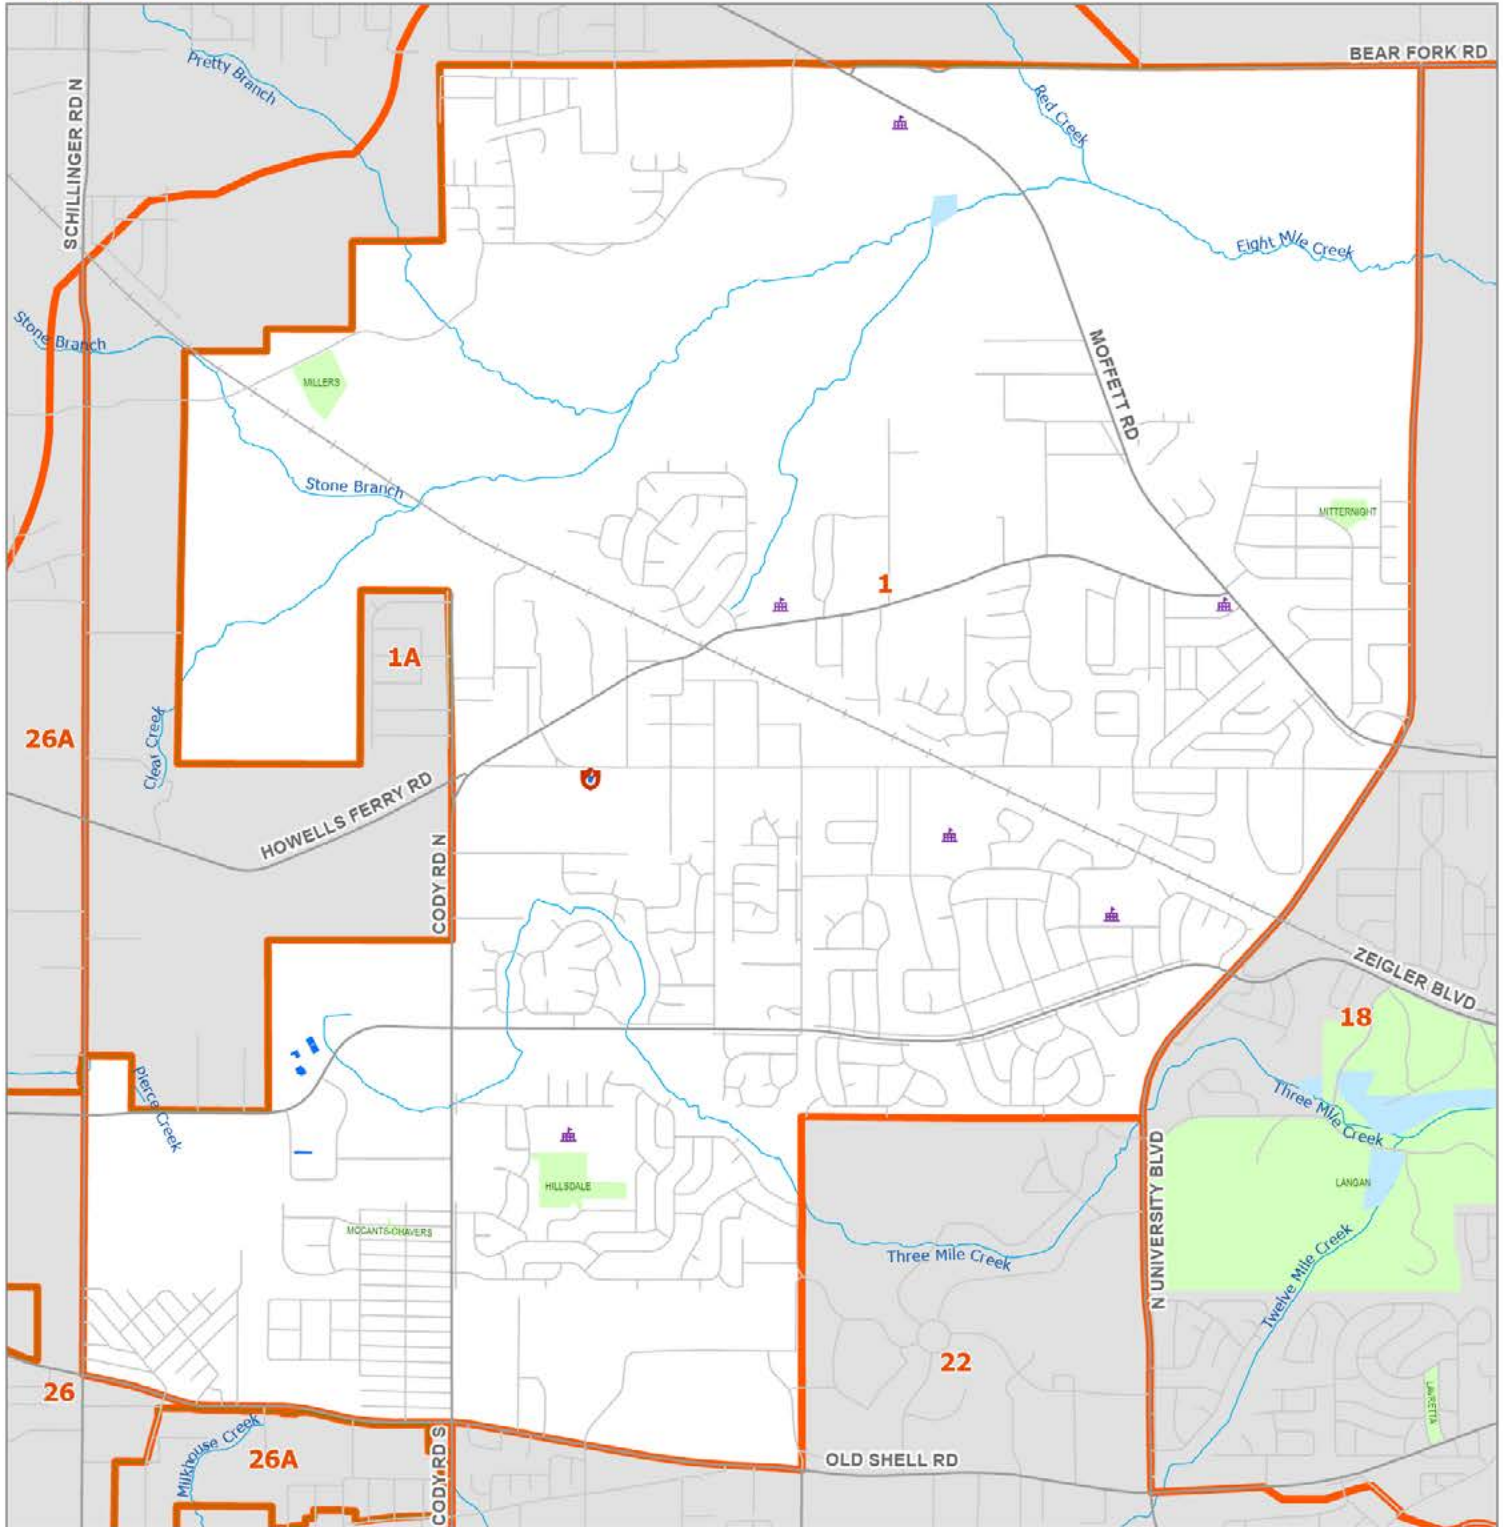 BEAR FORK RD
Pretty Branch
Red Creek
SCHILLINGER RD N
Eight Mile Creek
Stone Branch
MILLERS
MOFFETT RD
Stone Branch
MITTERNIGHT
1
1A
26A
Clear Creek
HOWELLS FERRY RD
CODY RD N
ZEIGLER BLVD
18
Pierce Creek
Three Mile Creek
N UNIVERSITY BLVD
LANGAN
HILLSDALE
MCCANTS-CHAVERS
Three Mile Creek
Twelve Mile Creek
22
26
LAVRETTA
Milkhouse Creek
26A
CODY RD S
OLD SHELL RD